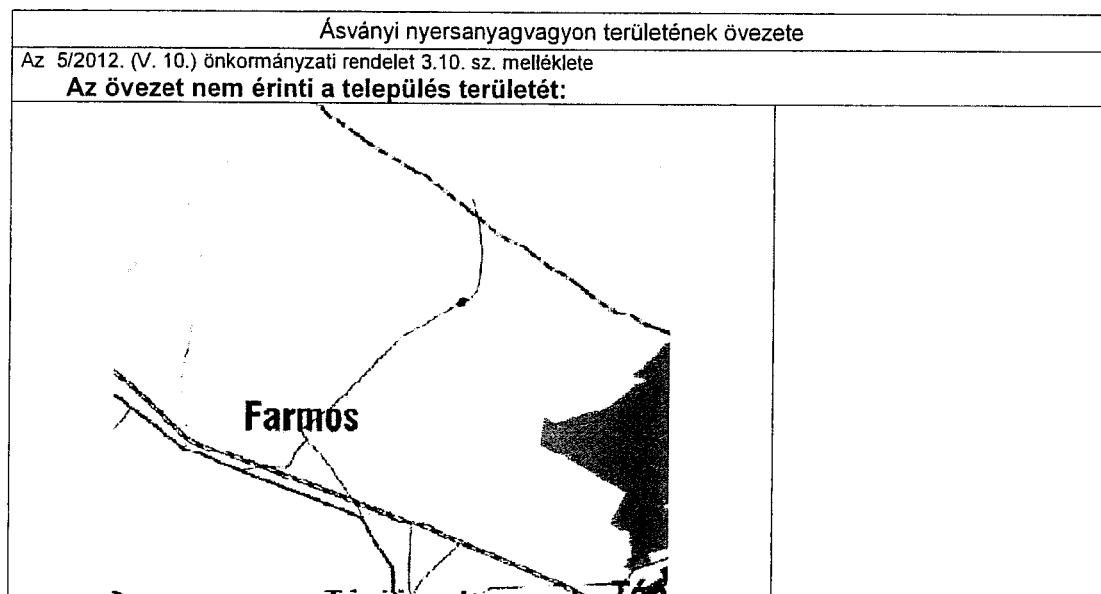 Ásványi nyersanyagvagyon területének övezete
Az 5/2012. (V. 10.) önkormányzati rendelet 3.10. sz. melléklete
Az övezet nem érinti a település területét:
Farmos